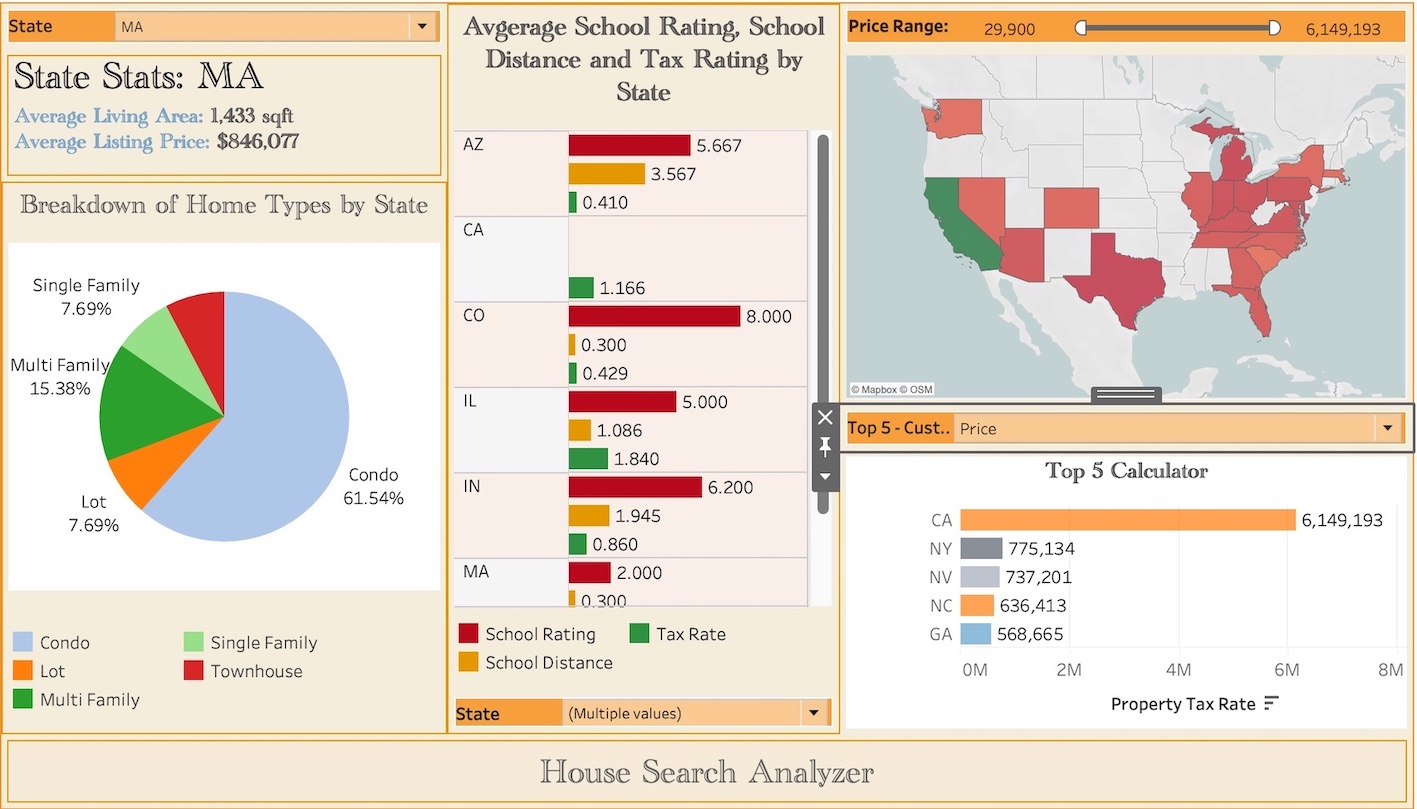 State
MA
State Stats: MA
Average Living Area: 1,433 sqft
Average Listing Price: $846,077
Breakdown of Home Types by State
Single Family
7.69%
Multi Family
15.38%
Lot
7.69%
Condo
61.54%
Condo
Single Family
Lot
Townhouse
Multi Family
Avgerage School Rating, School
Distance and Tax Rating by
State
AZ
5.667
3.567
0.410
CA
1.166
CO
8.000
0.300
0.429
IL
5.000
1.086
1.840
IN
6.200
1.945
0.860
MA
2.000
0.300
School Rating
Tax Rate
School Distance
State
(Multiple values)
Price Range:
29,900
6,149,193
© Mapbox © OSM
Top 5 - Cust..
Price
Top 5 Calculator
CA
6,149,193
NY
775,134
NV
737,201
NC
636,413
GA
568,665
0M
2M
4M
6M
8M
Property Tax Rate
House Search Analyzer